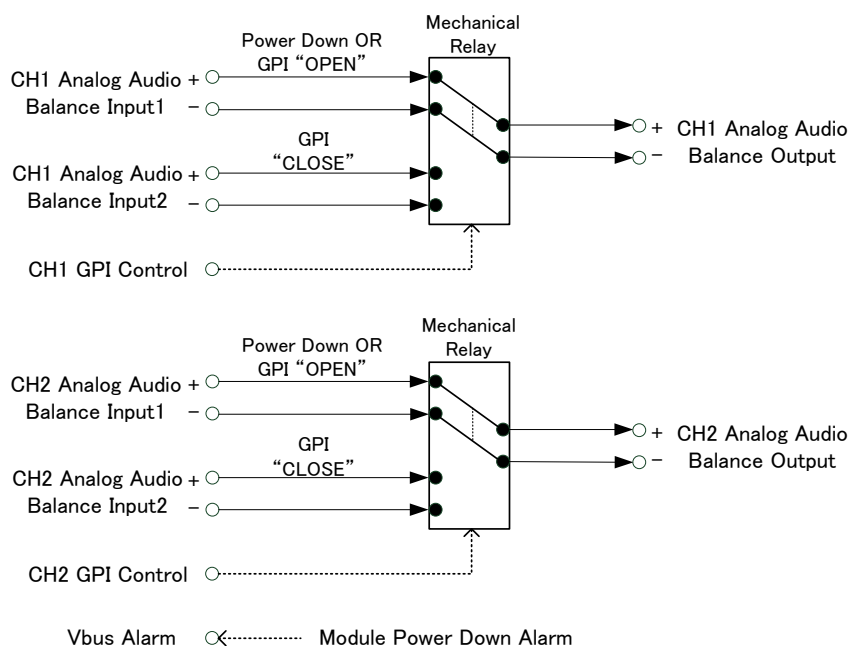 Mechanical
Relay
Power Down OR
GPI “OPEN”
CH1 Analog Audio +
Balance Input1 −
GPI
“CLOSE”
CH1 Analog Audio +
Balance Input2 −
+ CH1 Analog Audio
− Balance Output
CH1 GPI Control
Mechanical
Relay
Power Down OR
GPI “OPEN”
CH2 Analog Audio +
Balance Input1 −
GPI
“CLOSE”
CH2 Analog Audio +
Balance Input2 −
+ CH2 Analog Audio
− Balance Output
CH2 GPI Control
Vbus Alarm
Module Power Down Alarm